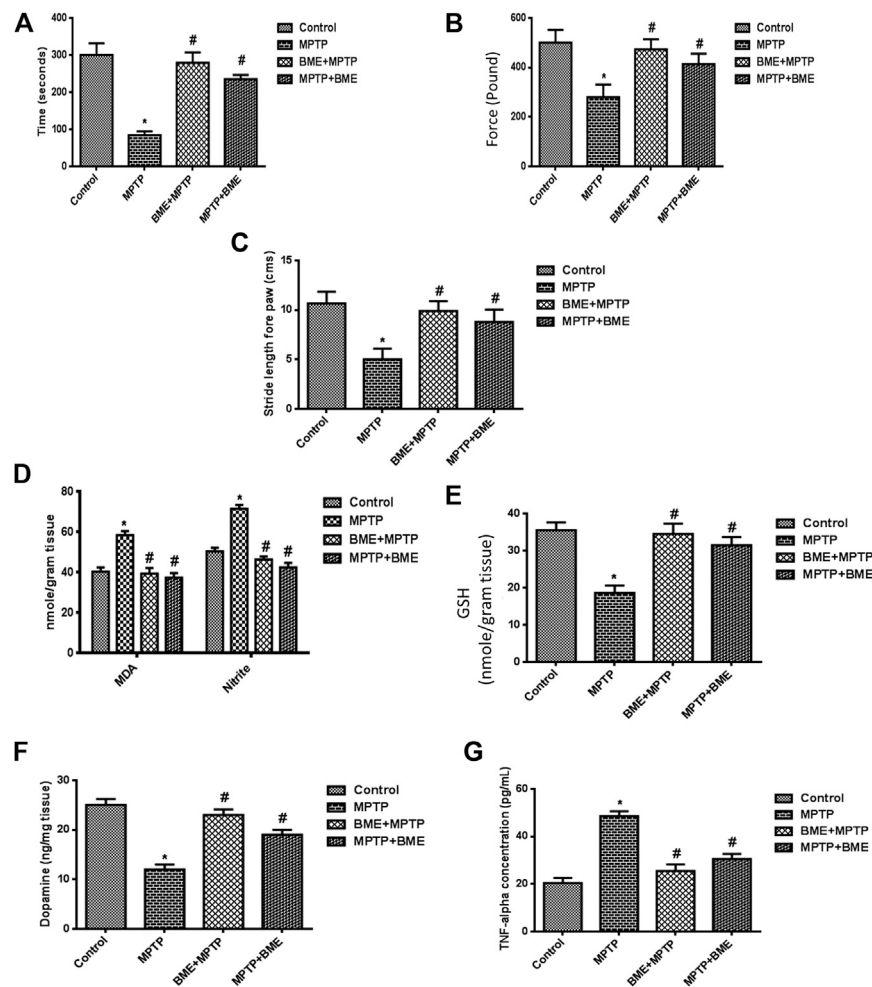 A
Time (seconds)
400
300
200
100
0
*
#
#
Control
MPTP
BME+MPTP
MPTP+BME
Control
MPTP
BME+MPTP
MPTP+BME
B
Force (Pound)
600
400
200
0
*
#
#
Control
MPTP
BME+MPTP
MPTP+BME
Control
MPTP
BME+MPTP
MPTP+BME
C
Stride length fore paw (cms)
15
10
5
0
*
#
#
Control
MPTP
BME+MPTP
MPTP+BME
Control
MPTP
BME+MPTP
MPTP+BME
D
nmole/gram tissue
80
60
40
20
0
*
#
#
*
#
#
MDA
Nitrite
Control
MPTP
BME+MPTP
MPTP+BME
E
GSH
(nmole/gram tissue)
40
30
20
10
0
*
#
#
Control
MPTP
BME+MPTP
MPTP+BME
Control
MPTP
BME+MPTP
MPTP+BME
F
Dopamine (ng/mg tissue)
30
20
10
0
*
#
#
Control
MPTP
BME+MPTP
MPTP+BME
Control
MPTP
BME+MPTP
MPTP+BME
G
TNF-alpha concentration (pg/mL)
60
40
20
0
*
#
#
Control
MPTP
BME+MPTP
MPTP+BME
Control
MPTP
BME+MPTP
MPTP+BME